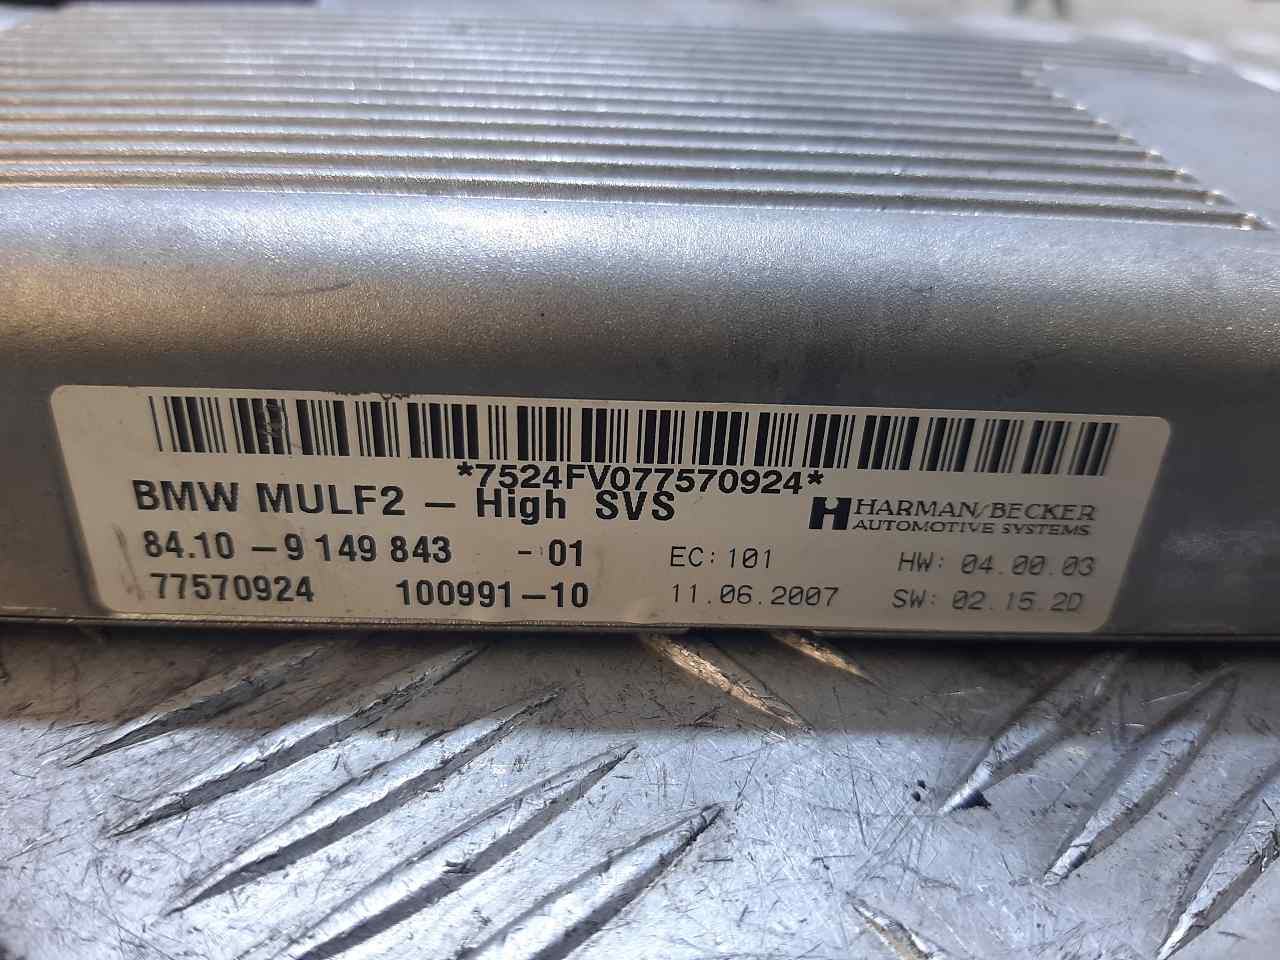 *7524FV077570924*
BMW MULF2 - High SVS
HARMAN/BECKER
AUTOMOTIVE SYSTEMS
84.10 - 9 149 843 - 01
EC: 101
HW: 04.00.03
77570924
100991-10
11.06.2007
SW: 02.15.2D